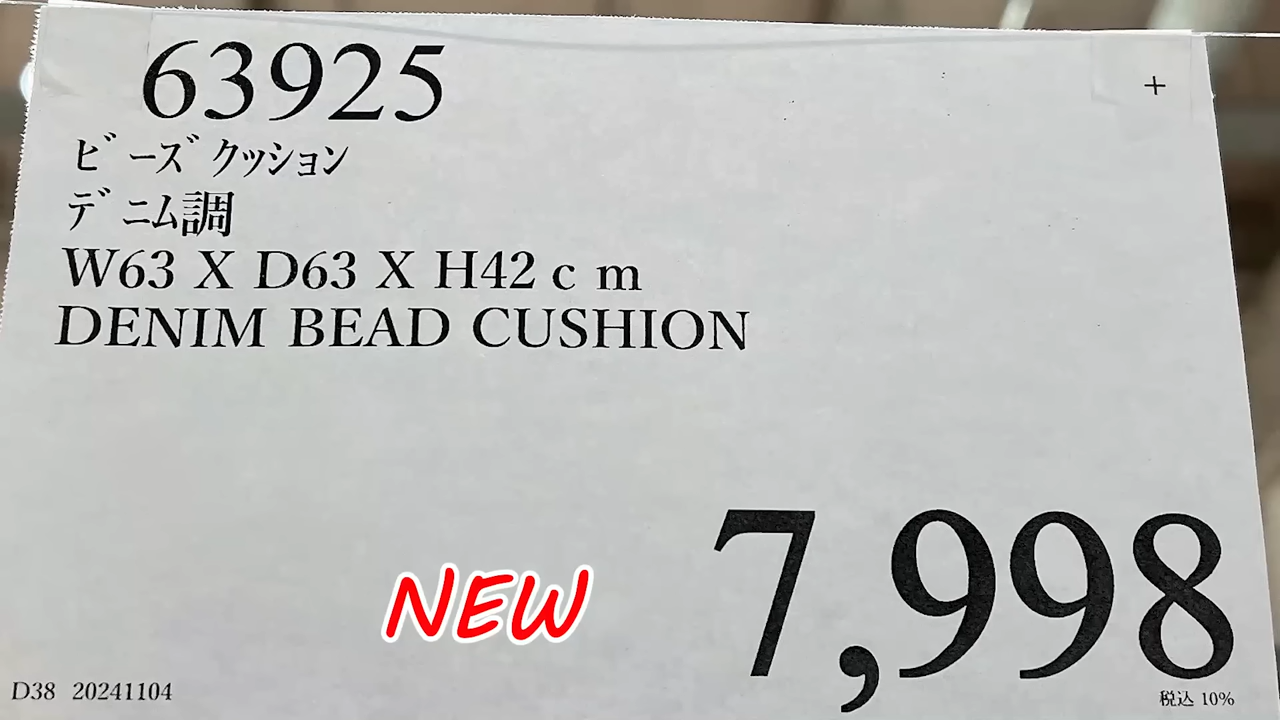 63925
+
ビーズクッション
デニム調
W63 X D63 X H42 c m
DENIM BEAD CUSHION
7,998
NEW
D38 20241104
税込 10%